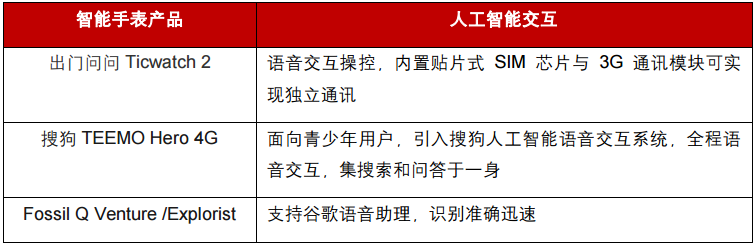 智能手表产品
人工智能交互
出门问问 Ticwatch 2
语音交互操控，内置贴片式 SIM 芯片与 3G 通讯模块可实
现独立通讯
搜狗 TEEMO Hero 4G
面向青少年用户，引入搜狗人工智能语音交互系统，全程语
音交互，集搜索和问答于一身
Fossil Q Venture /Explorist
支持谷歌语音助理，识别准确迅速